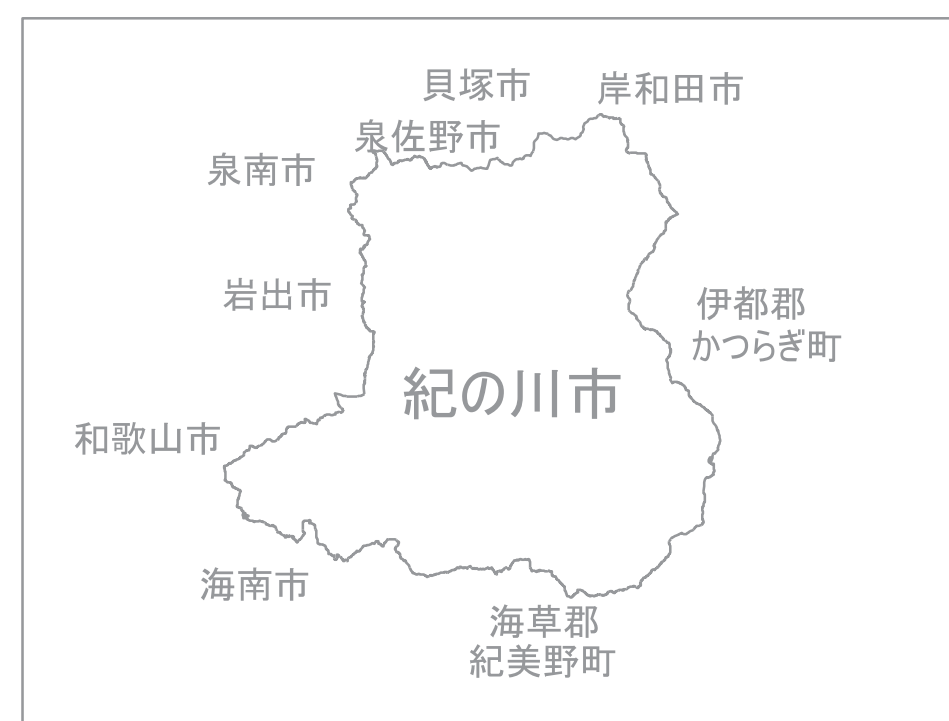 貝塚市
岸和田市
泉佐野市
泉南市
岩出市
伊都郡
かつらぎ町
紀の川市
和歌山市
海南市
海草郡
紀美野町